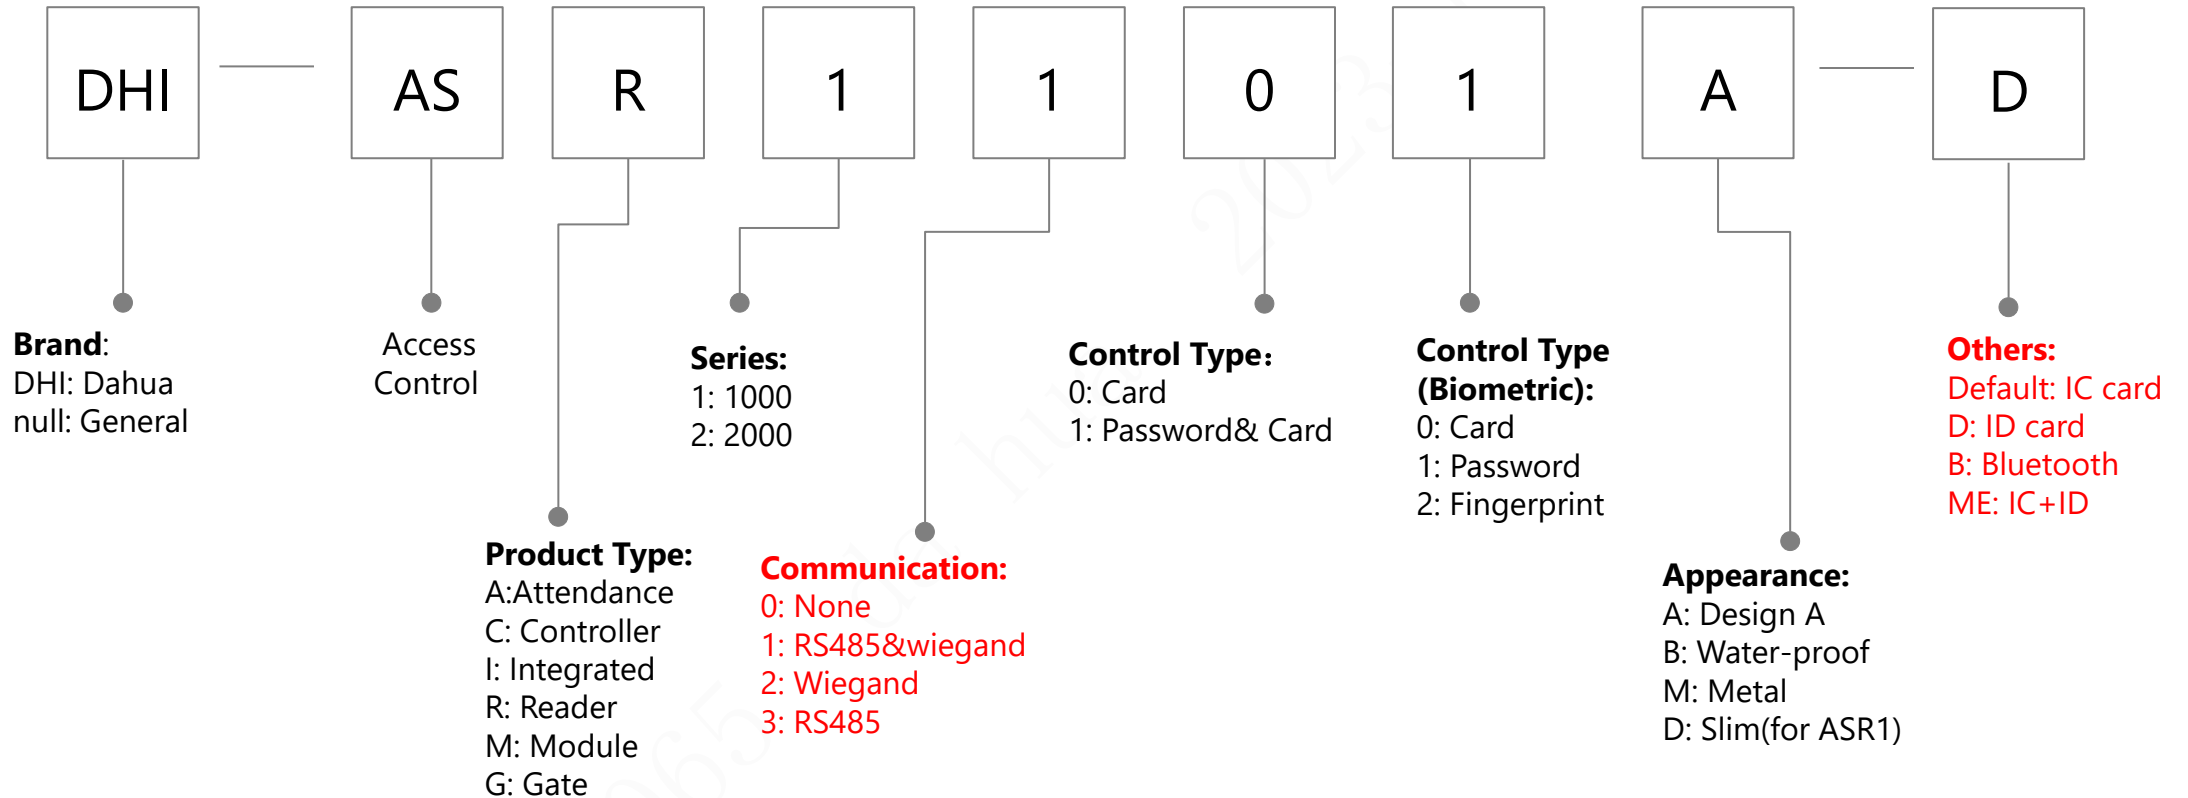 DHI AS R 1 1 0 1 A D
Brand:
DHI: Dahua
null: General
Access
Control
Product Type:
A:Attendance
C: Controller
I: Integrated
R: Reader
M: Module
G: Gate
Series:
1: 1000
2: 2000
Communication:
0: None
1: RS485&wiegand
2: Wiegand
3: RS485
Control Type：
0: Card
1: Password& Card
Control Type
(Biometric):
0: Card
1: Password
2: Fingerprint
Appearance:
A: Design A
B: Water-proof
M: Metal
D: Slim(for ASR1)
Others:
Default: IC card
D: ID card
B: Bluetooth
ME: IC+ID